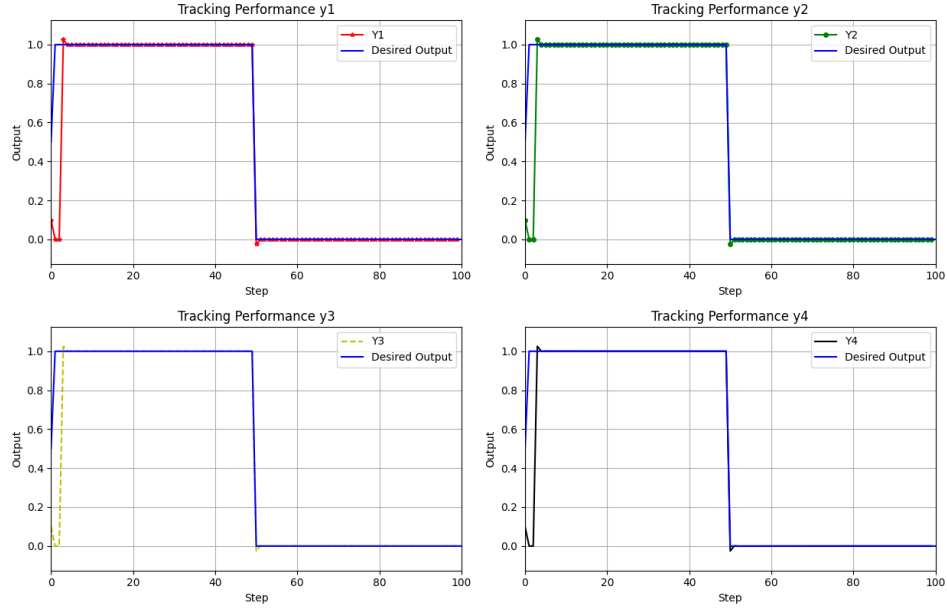 Tracking Performance y1
Y1
Desired Output
Output
1.0
0.8
0.6
0.4
0.2
0.0
0 20 40 60 80 100
Step
Tracking Performance y2
Y2
Desired Output
Output
1.0
0.8
0.6
0.4
0.2
0.0
0 20 40 60 80 100
Step
Tracking Performance y3
Y3
Desired Output
Output
1.0
0.8
0.6
0.4
0.2
0.0
0 20 40 60 80 100
Step
Tracking Performance y4
Y4
Desired Output
Output
1.0
0.8
0.6
0.4
0.2
0.0
0 20 40 60 80 100
Step